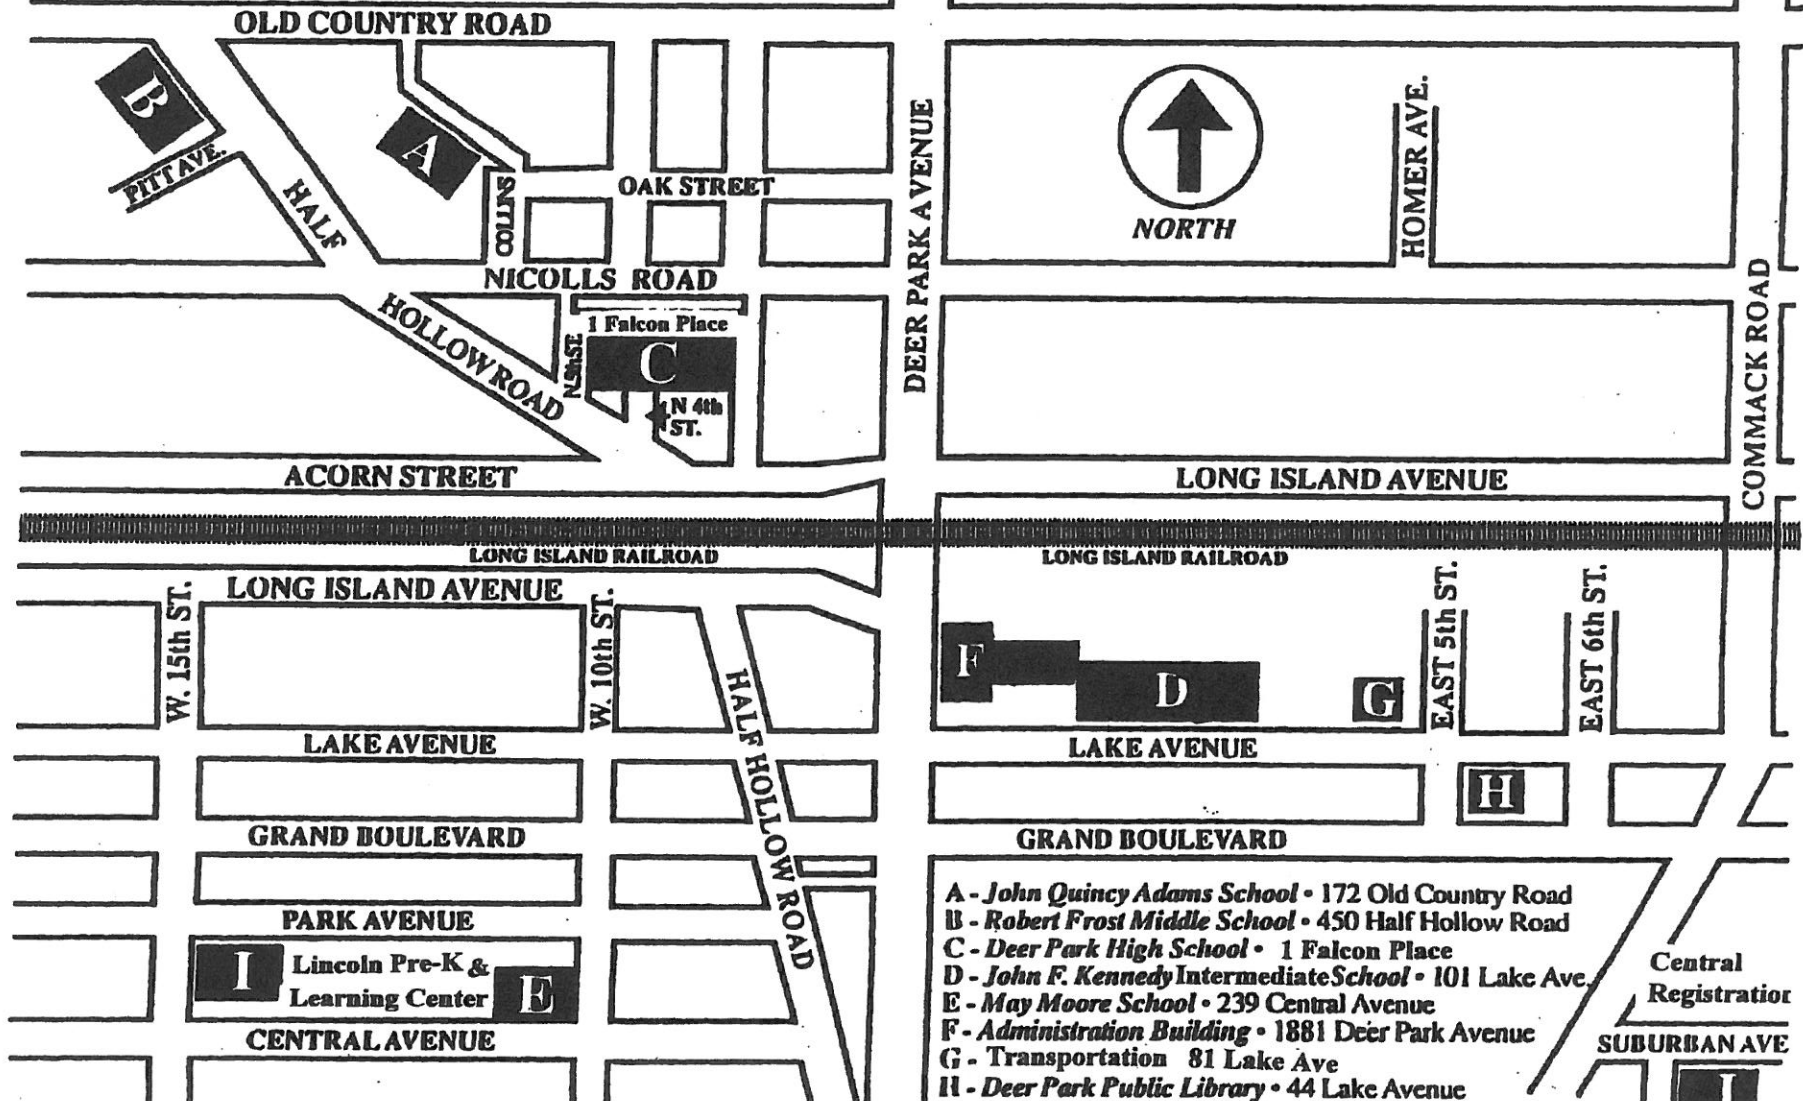 OLD COUNTRY ROAD
B
A
PITT AVE.
HALF
COLLINS
OAK STREET
DEER PARK AVENUE
NORTH
HOMER AVE.
NICOLLS ROAD
HOLLOW ROAD
1 Falcon Place
C
N 4th
ST.
COMMACK ROAD
ACORN STREET
LONG ISLAND AVENUE
LONG ISLAND RAILROAD
LONG ISLAND RAILROAD
LONG ISLAND AVENUE
W. 15th ST.
W. 10th ST.
EAST 5th ST.
EAST 6th ST.
F
D
G
HALF HOLLOW ROAD
LAKE AVENUE
LAKE AVENUE
H
GRAND BOULEVARD
GRAND BOULEVARD
PARK AVENUE
I
Lincoln Pre-K &
Learning Center
E
CENTRAL AVENUE
A - John Quincy Adams School • 172 Old Country Road
B - Robert Frost Middle School • 450 Half Hollow Road
C - Deer Park High School • 1 Falcon Place
D - John F. Kennedy Intermediate School • 101 Lake Ave.
E - May Moore School • 239 Central Avenue
F - Administration Building • 1881 Deer Park Avenue
G - Transportation 81 Lake Ave
H - Deer Park Public Library • 44 Lake Avenue
Central
Registration
SUBURBAN AVE